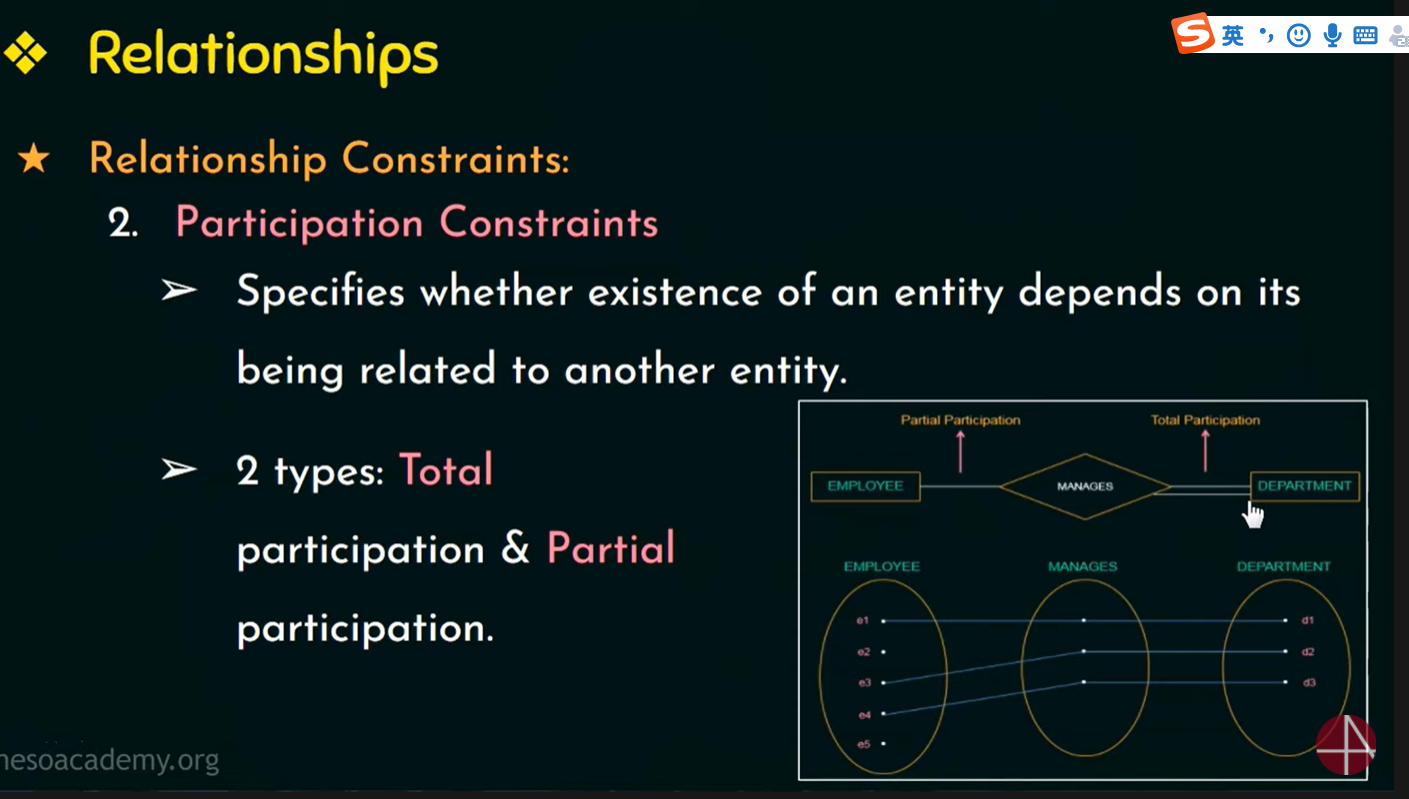 Relationships
英
Relationship Constraints:
2. Participation Constraints
➢ Specifies whether existence of an entity depends on its
being related to another entity.
➢ 2 types: Total
participation & Partial
participation.
Partial Participation
Total Participation
EMPLOYEE
MANAGES
DEPARTMENT
EMPLOYEE
MANAGES
DEPARTMENT
e1
d1
e2
d2
e3
d3
e4
e5
nesoacademy.org